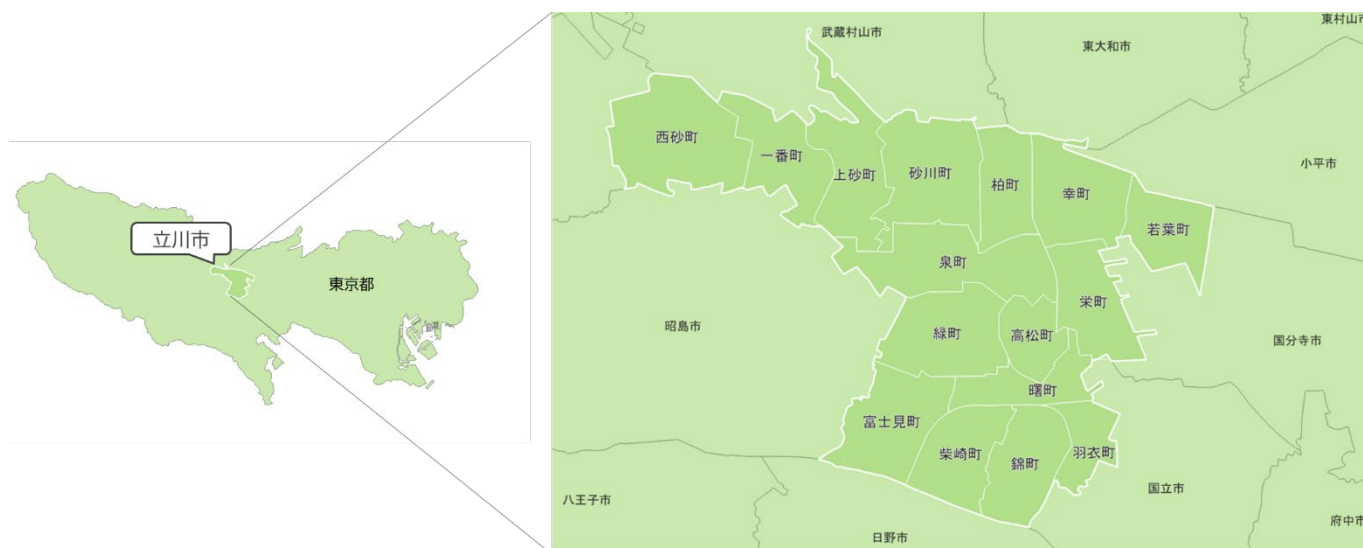 立川市
東京都
武蔵村山市
東大和市
東村山市
小平市
西砂町
一番町
上砂町
砂川町
柏町
幸町
若葉町
泉町
栄町
昭島市
緑町
高松町
国分寺市
曙町
富士見町
柴崎町
錦町
羽衣町
国立市
八王子市
日野市
府中市